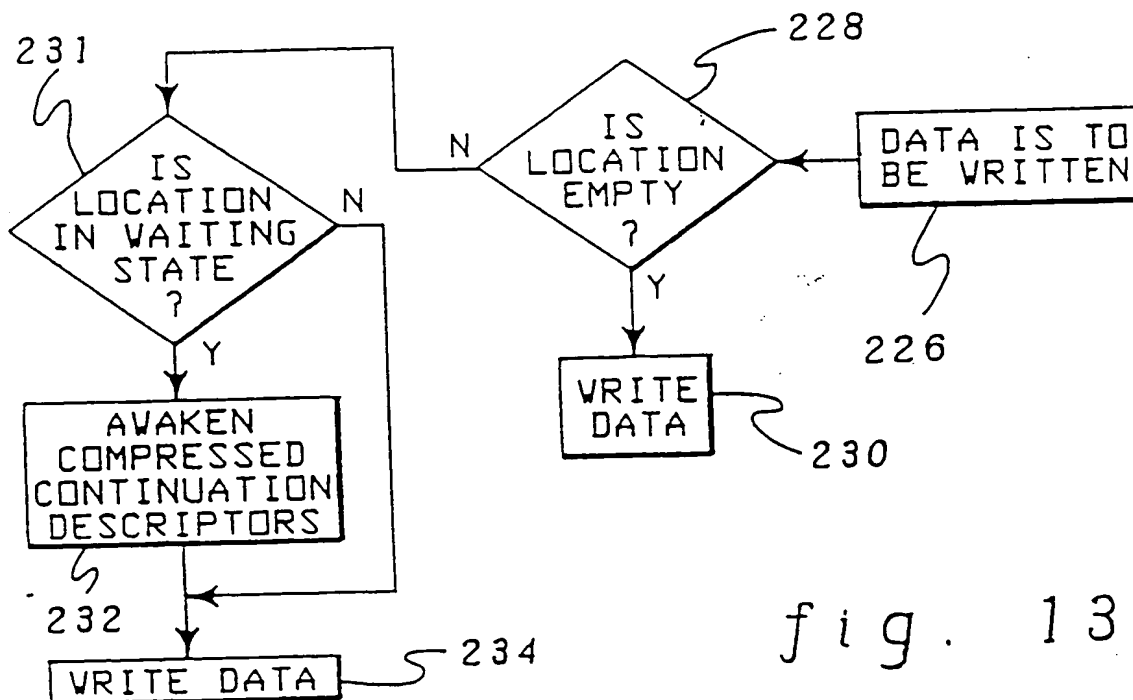 231
228
IS
LOCATION
EMPTY
?
N
Y
DATA IS TO
BE WRITTEN
226
WRITE
DATA
230
IS
LOCATION
IN WAITING
STATE
?
N
Y
AWAKEN
COMPRESSED
CONTINUATION
DESCRIPTORS
232
WRITE DATA
234
fig. 13